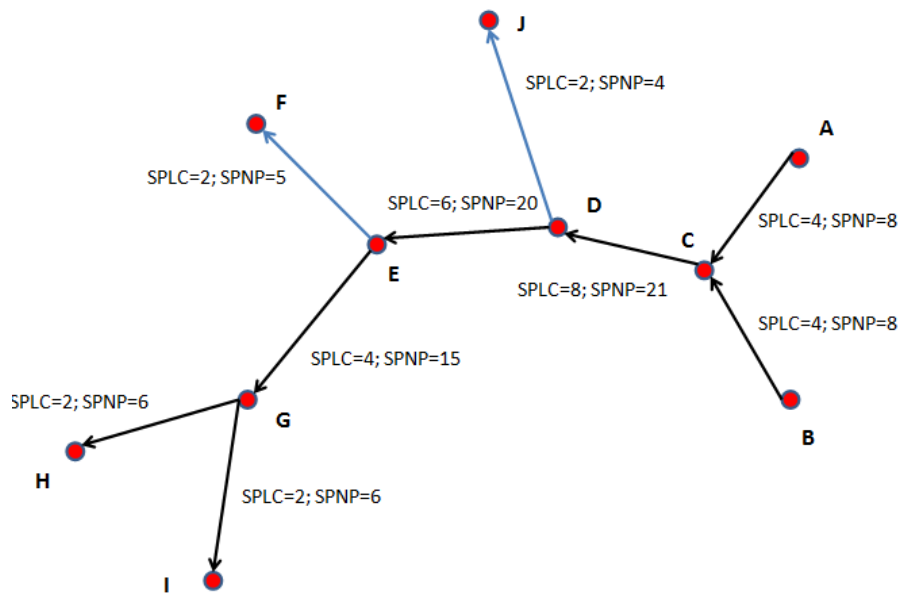 J
SPLC=2; SPNP=4
F
A
SPLC=2; SPNP=5
SPLC=6; SPNP=20
D
SPLC=4; SPNP=8
C
E
SPLC=8; SPNP=21
SPLC=4; SPNP=8
SPLC=4; SPNP=15
SPLC=2; SPNP=6
G
B
H
SPLC=2; SPNP=6
I